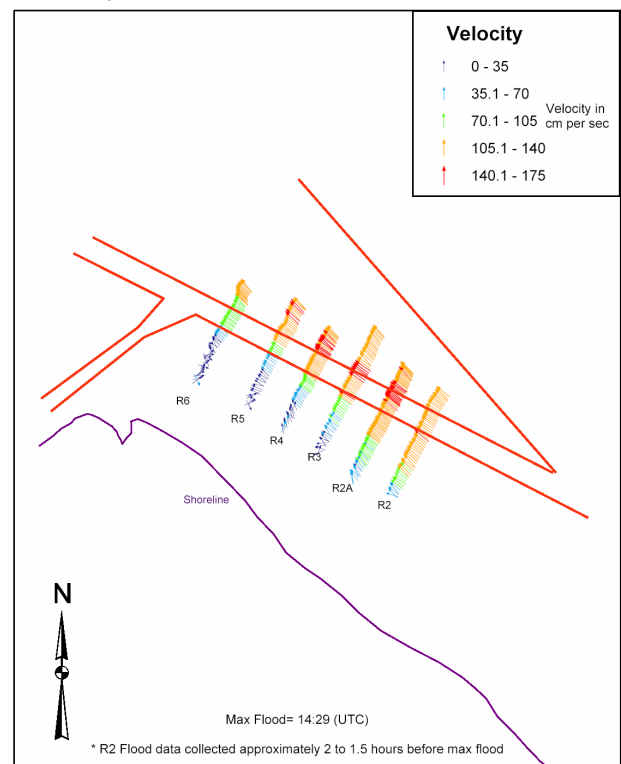 Velocity
0 - 35
35.1 - 70
70.1 - 105
105.1 - 140
140.1 - 175
Velocity in
cm per sec
R6
R5
R4
R3
R2A
R2
Shoreline
N
Max Flood= 14:29 (UTC)
* R2 Flood data collected approximately 2 to 1.5 hours before max flood